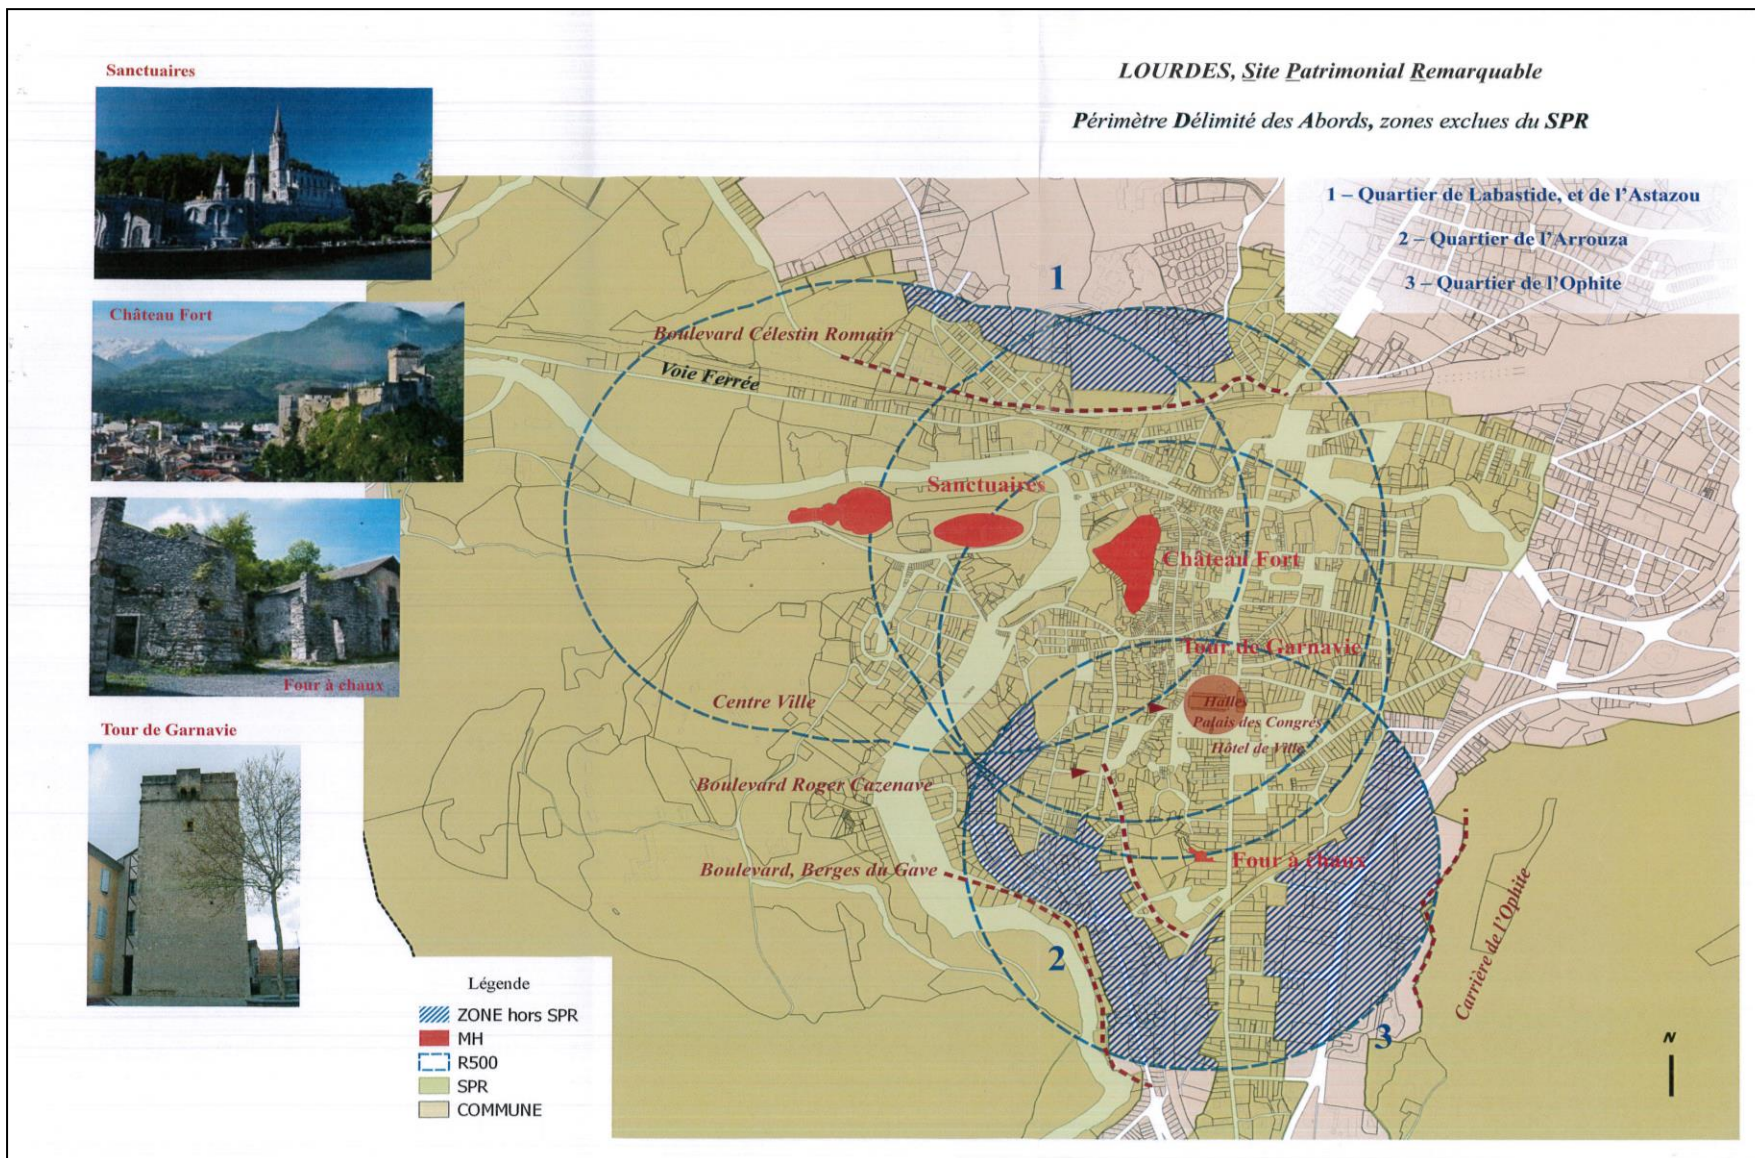 LOURDES, Site Patrimonial Remarquable
Périmètre Délimité des Abords, zones exclues du SPR
Sanctuaires
Château Fort
Four à chaux
Tour de Garnavie
1 – Quartier de Labastide, et de l'Astazou
2 – Quartier de l'Arrouza
3 – Quartier de l'Ophite
1
Boulevard Célestin Romain
Voie Ferrée
Sanctuaires
Château Fort
Tour de Garnavie
Centre Ville
Halles
Palais des Congrès
Hôtel de Ville
Boulevard Roger Cazenave
Boulevard, Berges du Gave
Four à chaux
Carrière de l'Ophite
2
3
Légende
ZONE hors SPR
MH
R500
SPR
COMMUNE
N